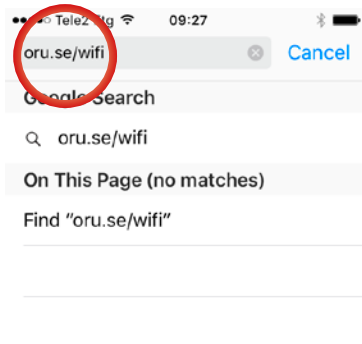 Tele2 09:27
oru.se/wifi Cancel
Google Search
oru.se/wifi
On This Page (no matches)
Find “oru.se/wifi”